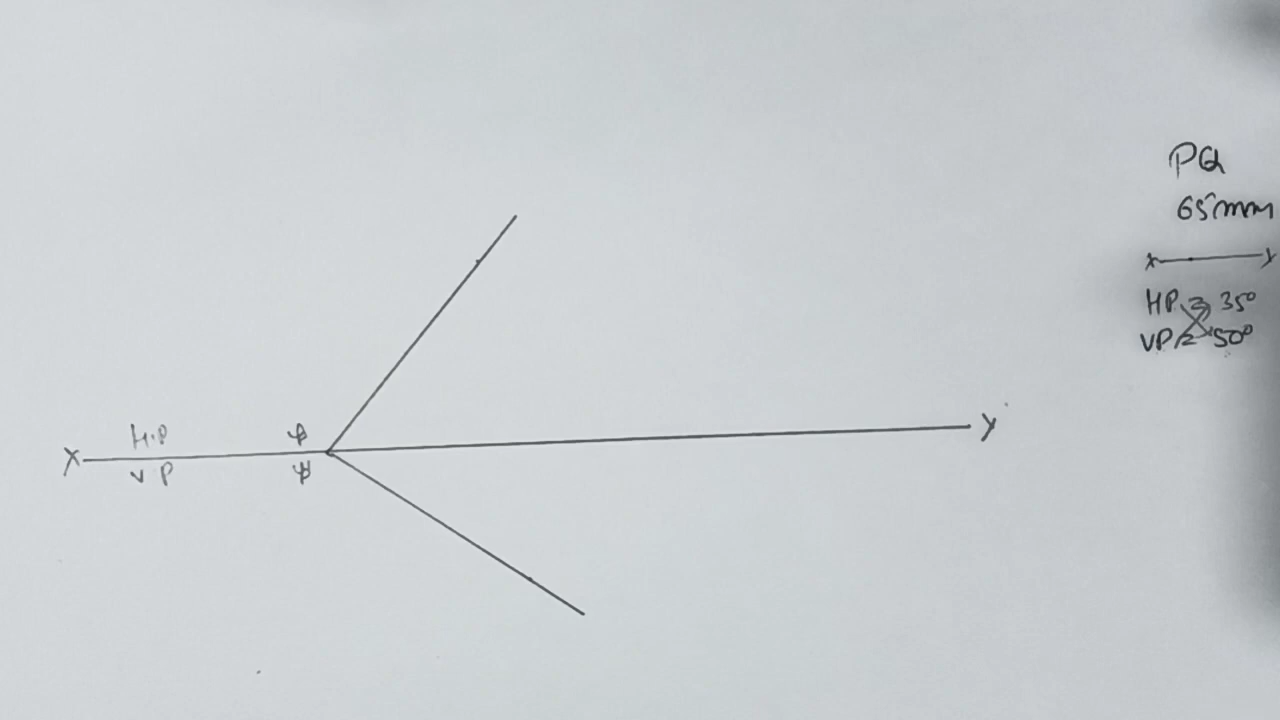 PQ
65mm
x y
HP = 35°
VP = 50°
X Y
H.P
V P